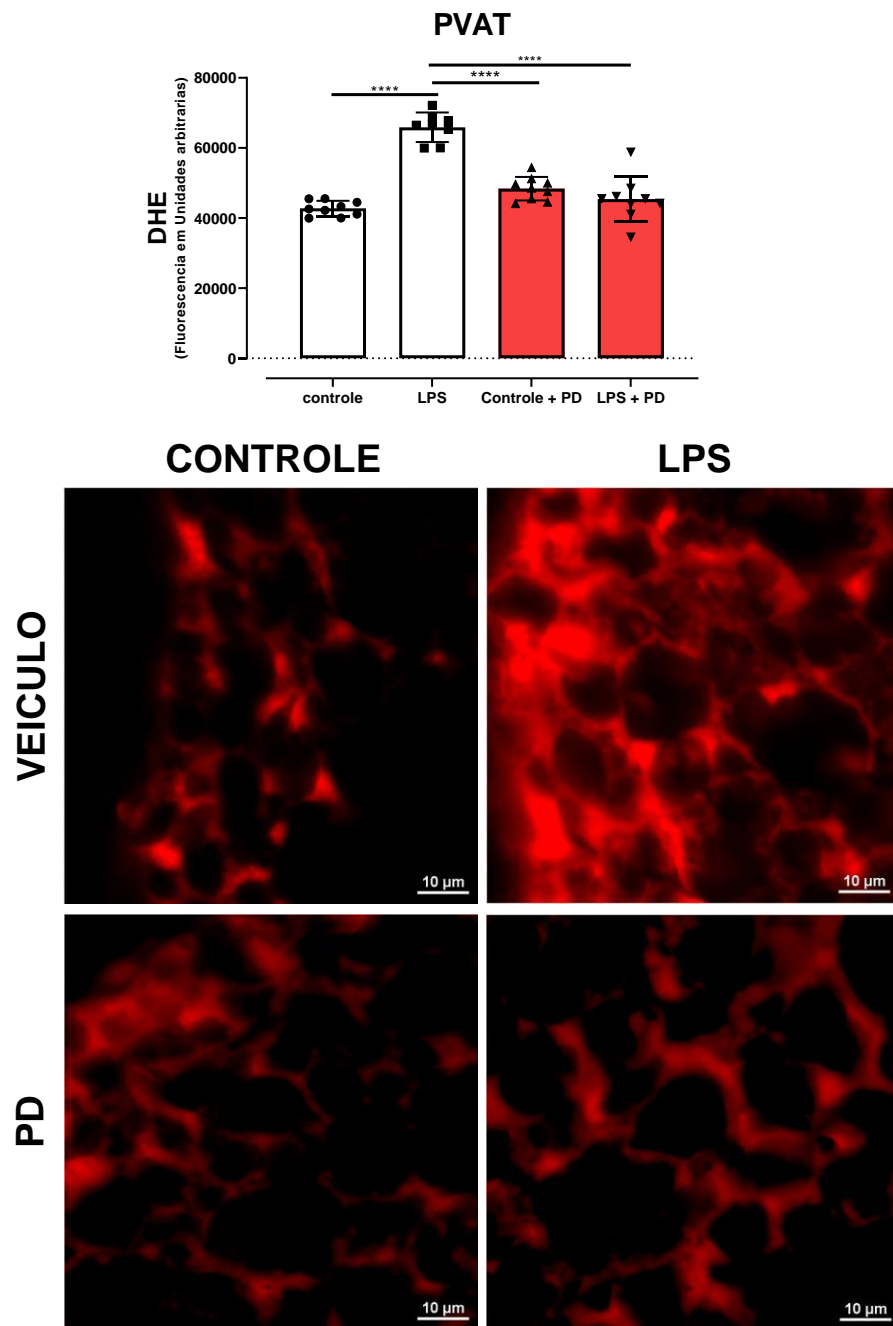 PVAT
DHE
(Fluorescencia em Unidades arbitrarias)
80000
60000
40000
20000
0
****
****
****
controle
LPS
Controle + PD
LPS + PD
CONTROLE
LPS
VEICULO
10 µm
10 µm
PD
10 µm
10 µm